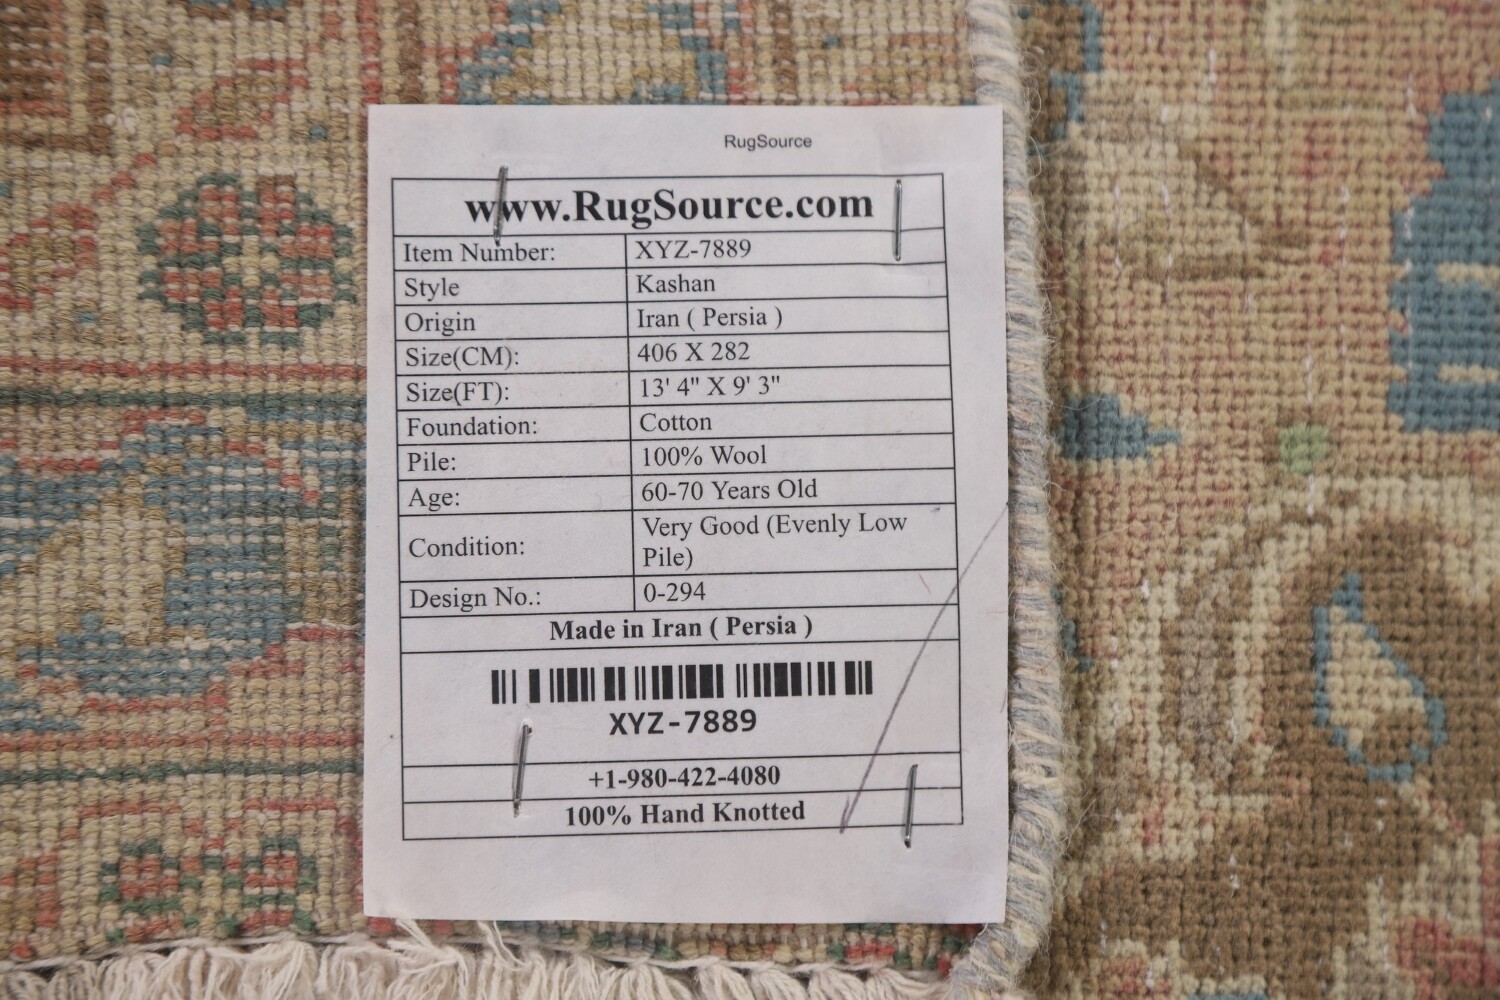 RugSource
www.RugSource.com
Item Number: XYZ-7889
Style Kashan
Origin Iran ( Persia )
Size(CM): 406 X 282
Size(FT): 13' 4" X 9' 3"
Foundation: Cotton
Pile: 100% Wool
Age: 60-70 Years Old
Condition: Very Good (Evenly Low
Pile)
Design No.: 0-294
Made in Iran ( Persia )
XYZ-7889
+1-980-422-4080
100% Hand Knotted